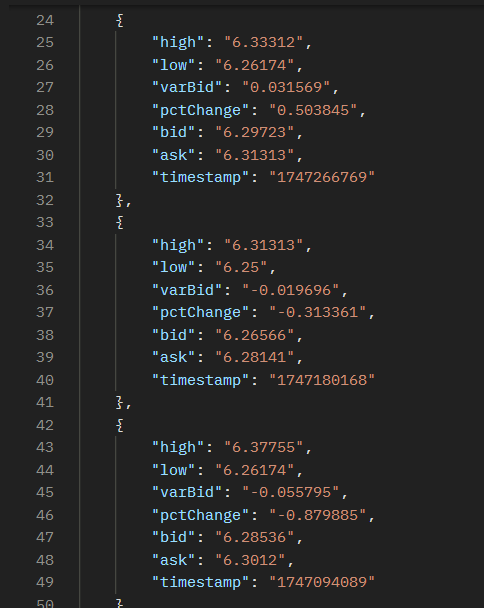 24 {
25 "high": "6.33312",
26 "low": "6.26174",
27 "varBid": "0.031569",
28 "pctChange": "0.503845",
29 "bid": "6.29723",
30 "ask": "6.31313",
31 "timestamp": "1747266769"
32 },
33 {
34 "high": "6.31313",
35 "low": "6.25",
36 "varBid": "-0.019696",
37 "pctChange": "-0.313361",
38 "bid": "6.26566",
39 "ask": "6.28141",
40 "timestamp": "1747180168"
41 },
42 {
43 "high": "6.37755",
44 "low": "6.26174",
45 "varBid": "-0.055795",
46 "pctChange": "-0.879885",
47 "bid": "6.28536",
48 "ask": "6.3012",
49 "timestamp": "1747094089"
50 }